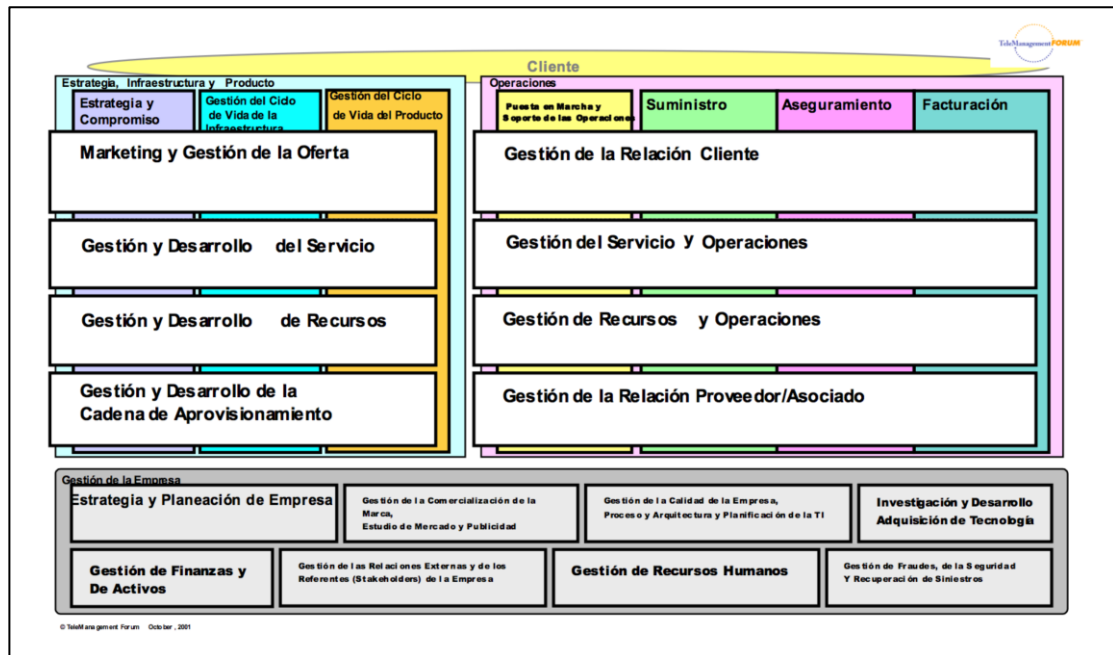 TeleManagement FORUM
Cliente
Estrategia, Infraestructura y Producto
Operaciones
Estrategia y
Compromiso
Gestión del Ciclo
de Vida de la
Infraestructura
Gestión del Ciclo
de Vida del Producto
Puesta en Marcha y
Soporte de las Operaciones
Suministro
Aseguramiento
Facturación
Marketing y Gestión de la Oferta
Gestión de la Relación Cliente
Gestión y Desarrollo del Servicio
Gestión del Servicio y Operaciones
Gestión y Desarrollo de Recursos
Gestión de Recursos y Operaciones
Gestión y Desarrollo de la
Cadena de Aprovisionamiento
Gestión de la Relación Proveedor/Asociado
Gestión de la Empresa
Estrategia y Planeación de Empresa
Gestión de la Comercialización de la
Marca,
Estudio de Mercado y Publicidad
Gestión de la Calidad de la Empresa,
Proceso y Arquitectura y Planificación de la TI
Investigación y Desarrollo
Adquisición de Tecnología
Gestión de Finanzas y
De Activos
Gestión de las Relaciones Externas y de los
Referentes (Stakeholders) de la Empresa
Gestión de Recursos Humanos
Gestión de Fraudes, de la Seguridad
Y Recuperación de Siniestros
© TeleManagement Forum October, 2001